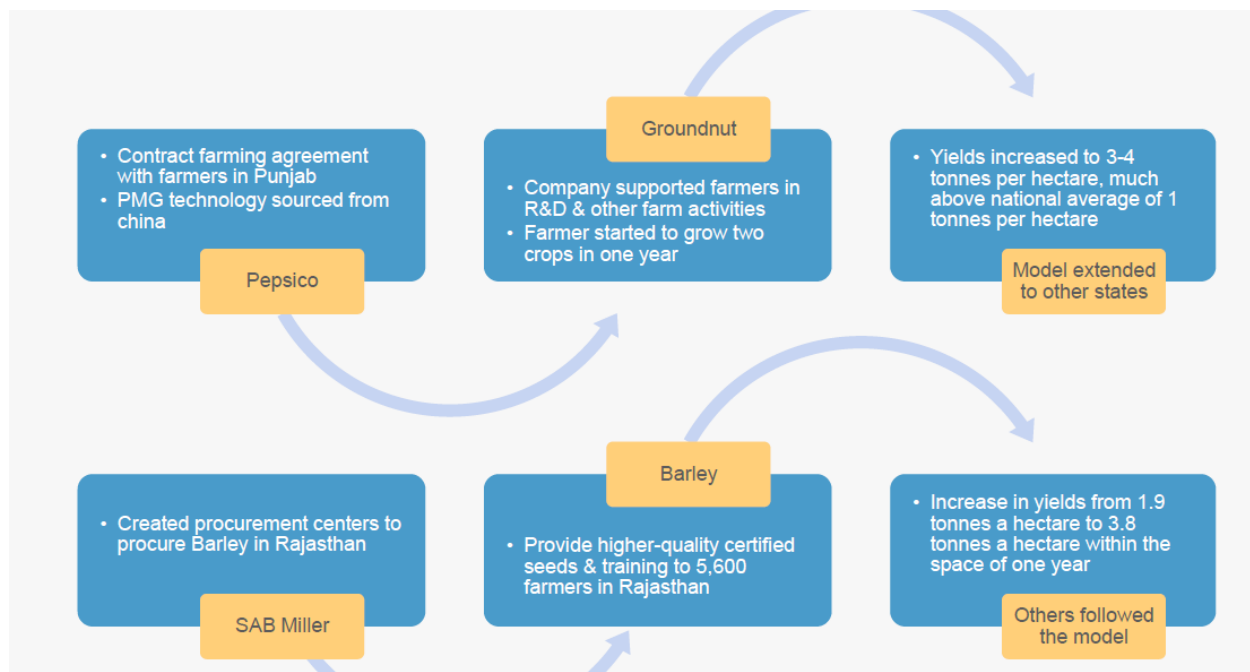 • Contract farming agreement
with farmers in Punjab
• PMG technology sourced from
china
Pepsico
Groundnut
• Company supported farmers in
R&D & other farm activities
• Farmer started to grow two
crops in one year
• Yields increased to 3-4
tonnes per hectare, much
above national average of 1
tonnes per hectare
Model extended
to other states
• Created procurement centers to
procure Barley in Rajasthan
SAB Miller
Barley
• Provide higher-quality certified
seeds & training to 5,600
farmers in Rajasthan
• Increase in yields from 1.9
tonnes a hectare to 3.8
tonnes a hectare within the
space of one year
Others followed
the model